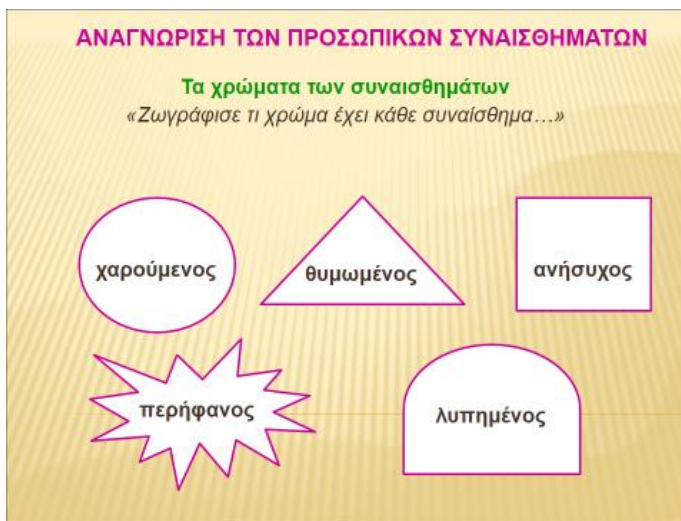 ΑΝΑΓΝΩΡΙΣΗ ΤΩΝ ΠΡΟΣΩΠΙΚΩΝ ΣΥΝΑΙΣΘΗΜΑΤΩΝ
Τα χρώματα των συναισθημάτων
«Ζωγράφισε τι χρώμα έχει κάθε συναίσθημα…»
χαρούμενος
θυμωμένος
ανήσυχος
περήφανος
λυπημένος